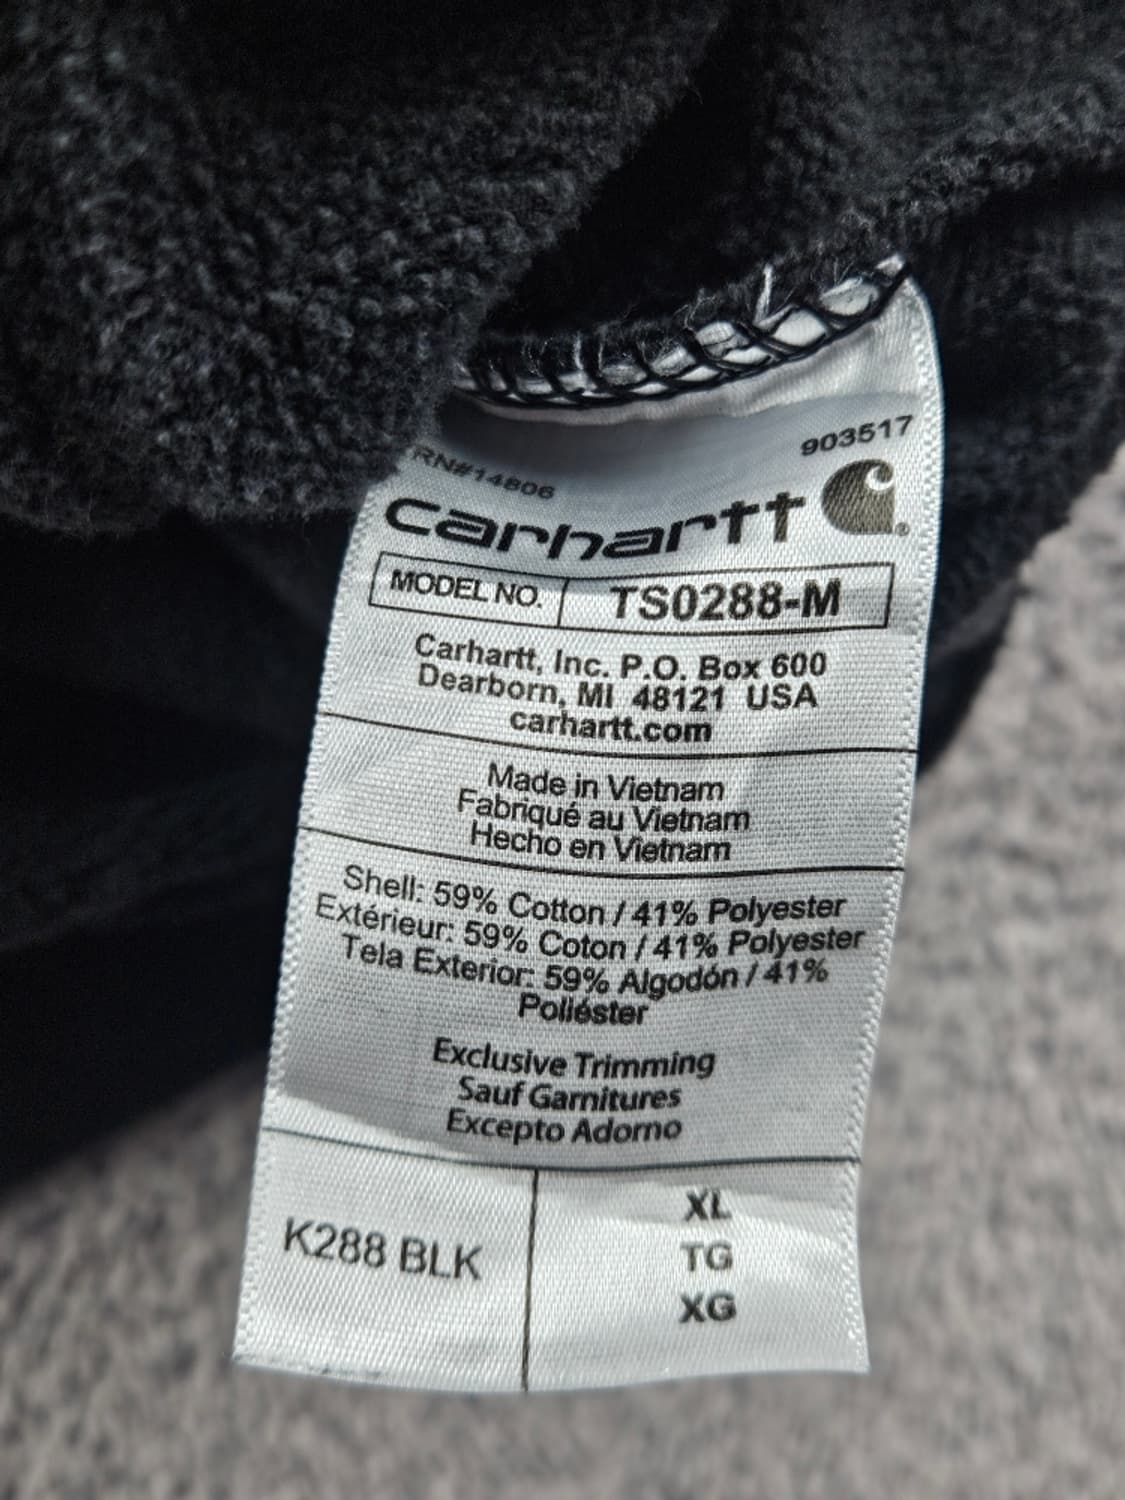 903517
RN#14806
carhartt
MODEL NO. TS0288-M
Carhartt, Inc. P.O. Box 600
Dearborn, MI 48121 USA
carhartt.com
Made in Vietnam
Fabriqué au Vietnam
Hecho en Vietnam
Shell: 59% Cotton / 41% Polyester
Extérieur: 59% Coton / 41% Polyester
Tela Exterior: 59% Algodón / 41%
Poliéster
Exclusive Trimming
Sauf Garnitures
Excepto Adorno
K288 BLK
XL
TG
XG